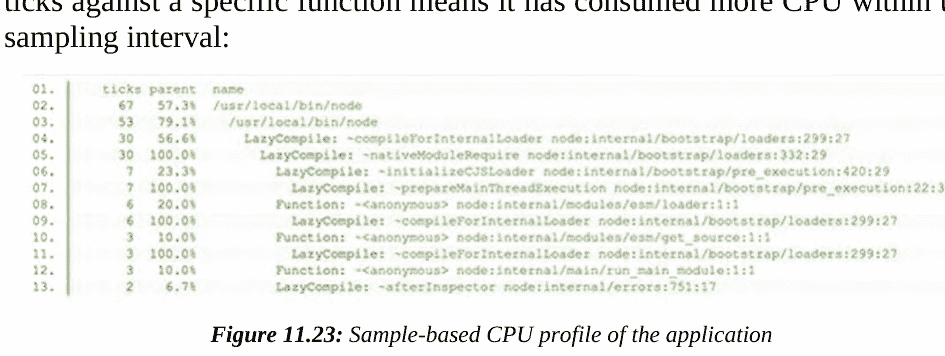 ticks against a specific function means it has consumed more CPU within
sampling interval:
01. ticks parent name
02. 67 57.3% /usr/local/bin/node
03. 53 79.1% /usr/local/bin/node
04. 30 56.6% LazyCompile: ~compileForInternalLoader node:internal/bootstrap/loaders:299:27
05. 30 100.0% LazyCompile: ~nativeModuleRequire node:internal/bootstrap/loaders:332:29
06. 7 23.3% LazyCompile: ~initializeCJSLoader node:internal/bootstrap/pre_execution:420:29
07. 7 100.0% LazyCompile: ~prepareMainThreadExecution node:internal/bootstrap/pre_execution:22:3
08. 6 20.0% Function: ~<anonymous> node:internal/modules/esm/loader:1:1
09. 6 100.0% LazyCompile: ~compileForInternalLoader node:internal/bootstrap/loaders:299:27
10. 3 10.0% Function: ~<anonymous> node:internal/modules/esm/get_source:1:1
11. 3 100.0% LazyCompile: ~compileForInternalLoader node:internal/bootstrap/loaders:299:27
12. 3 10.0% Function: ~<anonymous> node:internal/main/run_main_module:1:1
13. 2 6.7% LazyCompile: ~afterInspector node:internal/errors:751:17
Figure 11.23: Sample-based CPU profile of the application